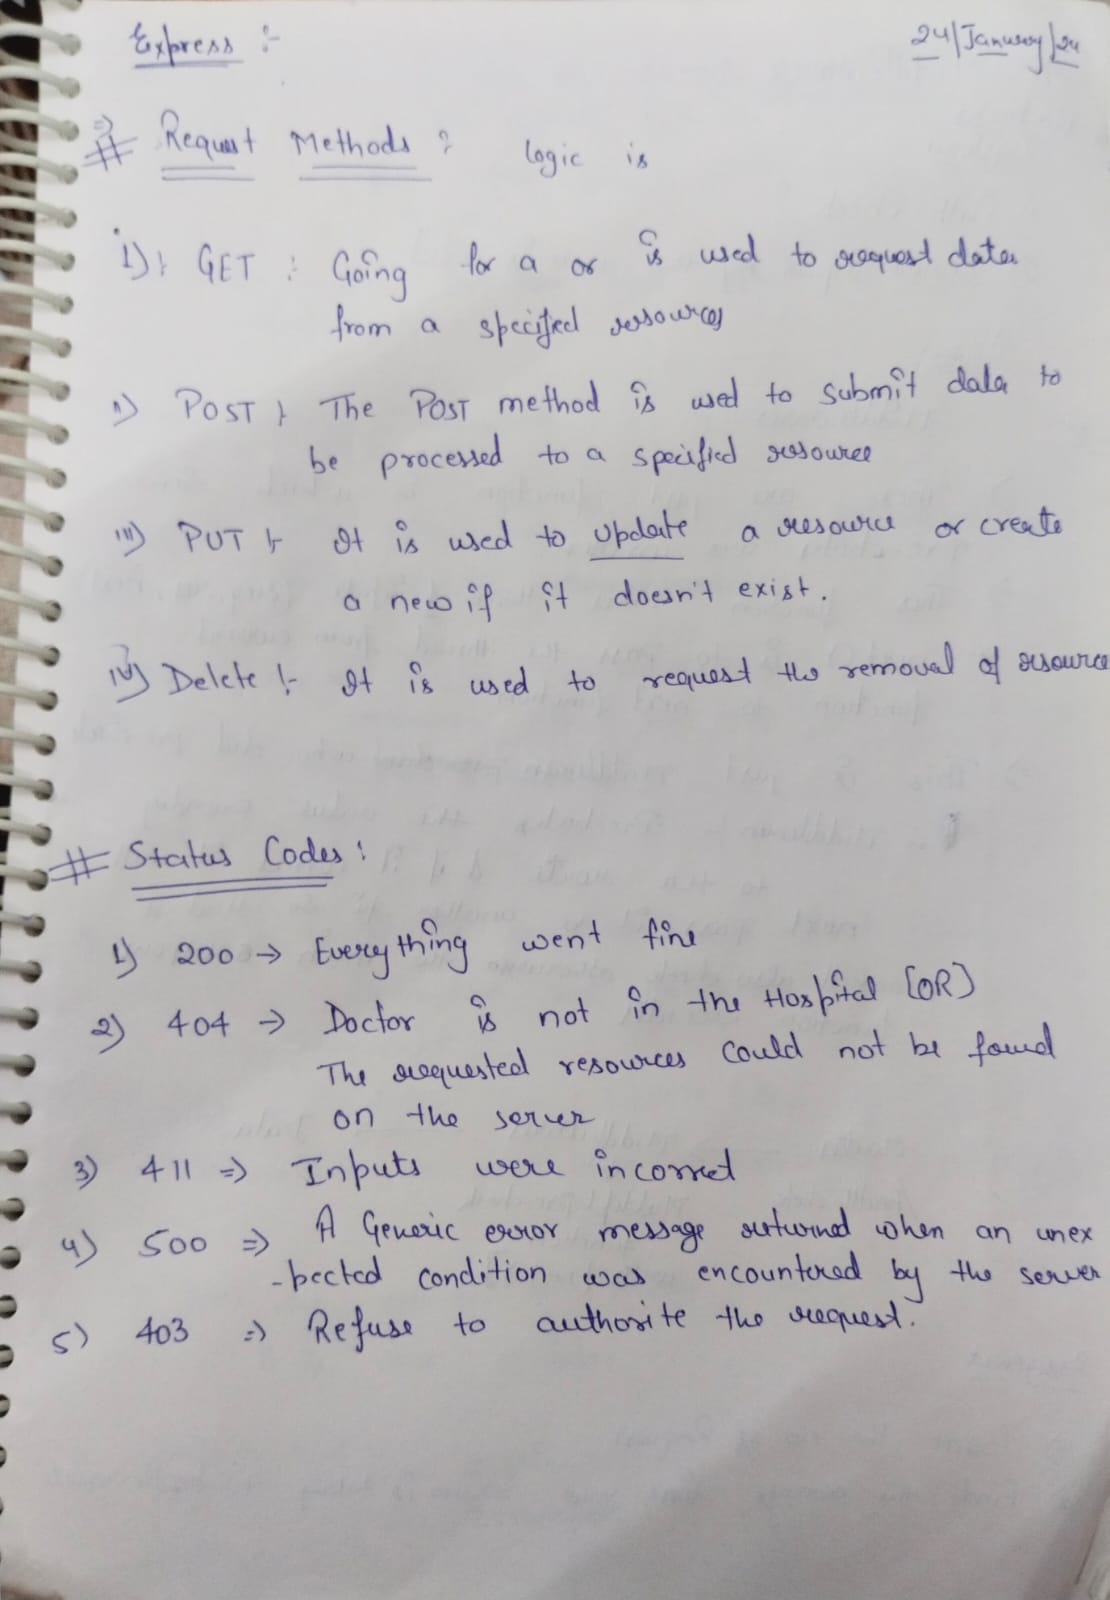 Express :-
24/January/24
=> # Request Methods : logic is
i) : GET : Going for a or is used to request data
from a specified resources
ii) POST :- The POST method is used to submit data to
be processed to a specified resource
iii) PUT :- It is used to update a resource or create
a new if it doesn't exist.
iv) Delete :- It is used to request the removal of resource
# Status Codes :
1) 200 → Everything went fine
2) 404 → Doctor is not in the Hospital [OR]
The requested resources could not be found
on the server
3) 411 => Inputs were incorrect
4) 500 => A Generic error message returned when an unex
-pected condition was encountered by the server
5) 403 => Refuse to authorite the request.